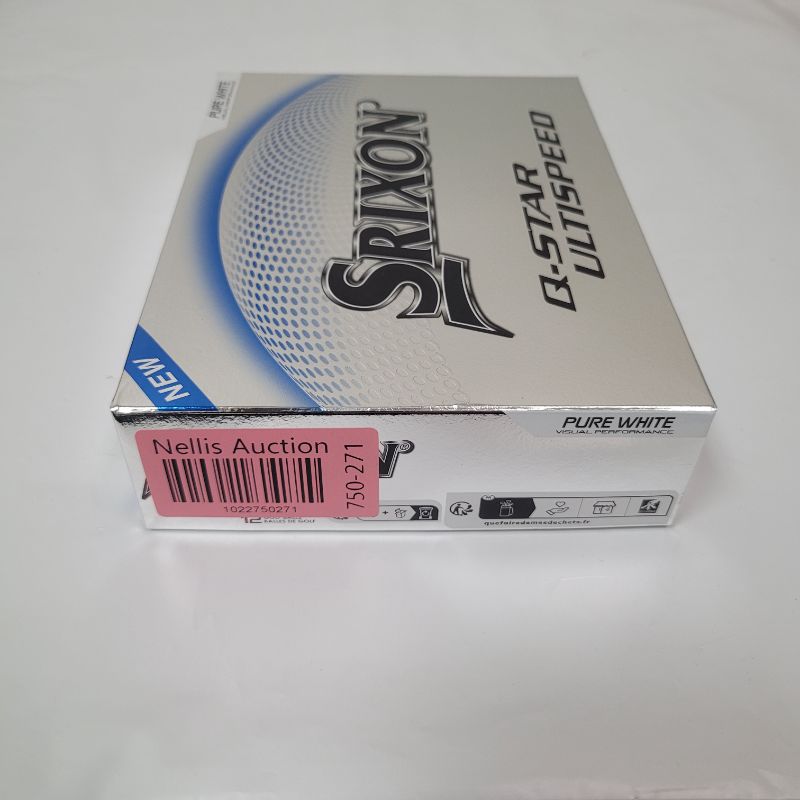 PURE WHITE
SRIXON
Q-STAR
ULTISPEED
NEW
PURE WHITE
VISUAL PERFORMANCE
Nellis Auction
1022750271
750-271
N®
12
BALLES DE GOLF
+
quefairedemesdechets.fr